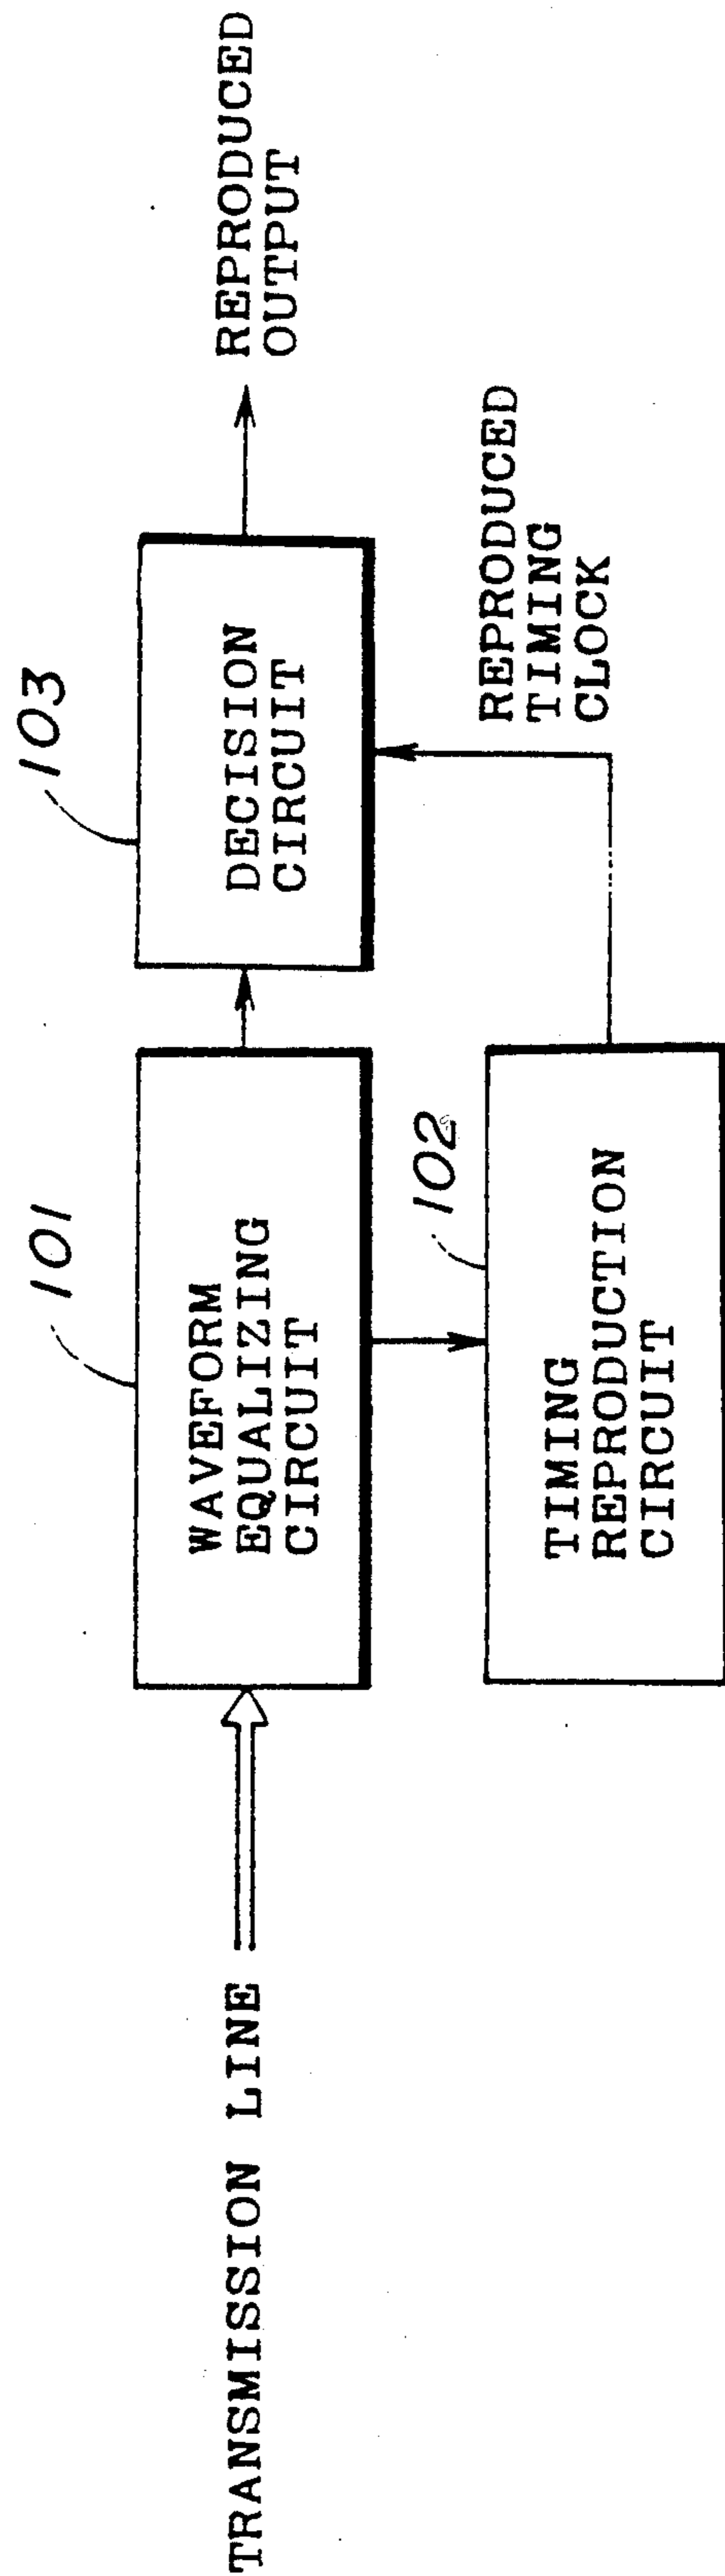 TRANSMISSION LINE
101
WAVEFORM
EQUALIZING
CIRCUIT
102
TIMING
REPRODUCTION
CIRCUIT
103
DECISION
CIRCUIT
REPRODUCED
TIMING
CLOCK
REPRODUCED
OUTPUT